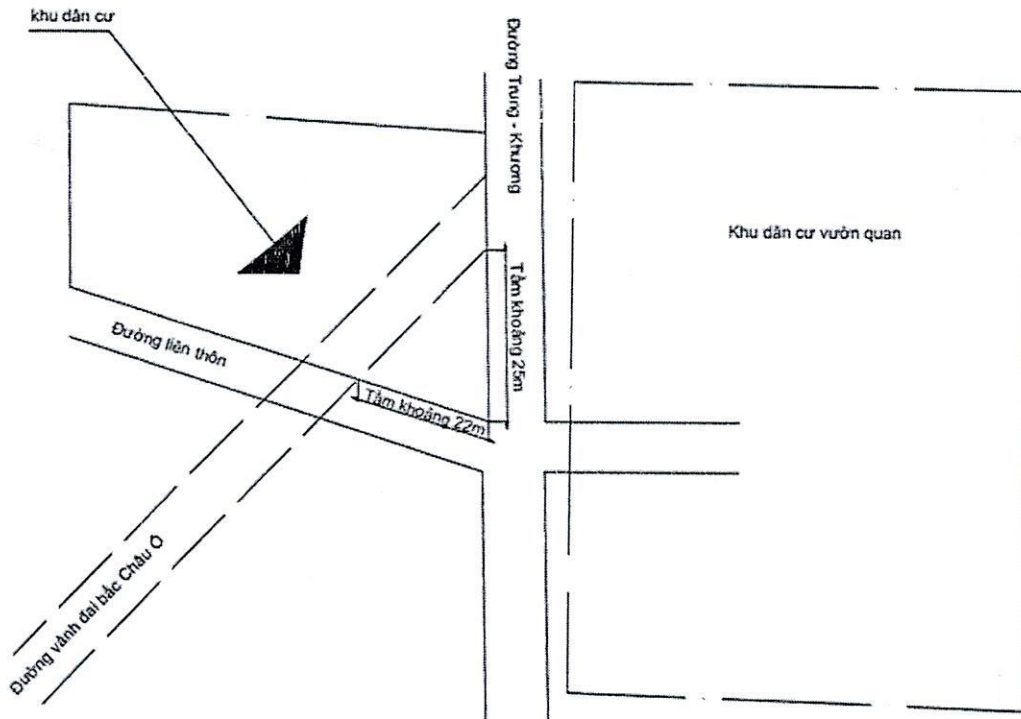 khu dân cư
Đường Trung - Khương
Khu dân cư vườn quan
Tầm khoảng 25m
Đường liên thôn
Tầm khoảng 22m
Đường vành đai bắc Châu Ổ